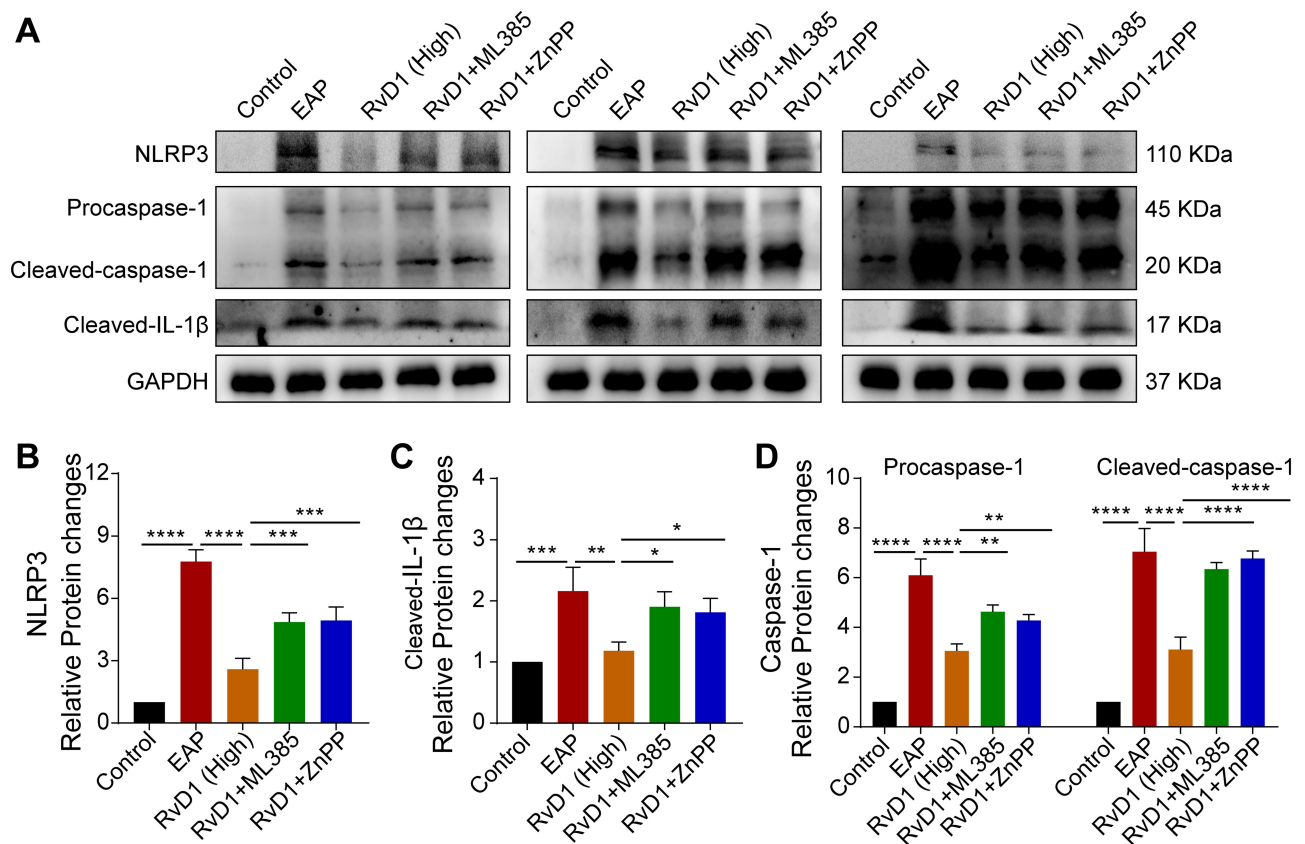 A
Control
EAP
RvD1 (High)
RvD1+ML385
RvD1+ZnPP
Control
EAP
RvD1 (High)
RvD1+ML385
RvD1+ZnPP
Control
EAP
RvD1 (High)
RvD1+ML385
RvD1+ZnPP
NLRP3
110 KDa
Procaspase-1
45 KDa
Cleaved-caspase-1
20 KDa
Cleaved-IL-1β
17 KDa
GAPDH
37 KDa
B
NLRP3
Relative Protein changes
12
9
6
3
0
****
****
***
***
Control
EAP
RvD1 (High)
RvD1+ML385
RvD1+ZnPP
C
Cleaved-IL-1β
Relative Protein changes
4
3
2
1
0
***
**
*
*
Control
EAP
RvD1 (High)
RvD1+ML385
RvD1+ZnPP
D
Caspase-1
Relative Protein changes
10
8
6
4
2
0
Procaspase-1
****
****
**
**
Control
EAP
RvD1 (High)
RvD1+ML385
RvD1+ZnPP
Cleaved-caspase-1
****
****
****
****
Control
EAP
RvD1 (High)
RvD1+ML385
RvD1+ZnPP